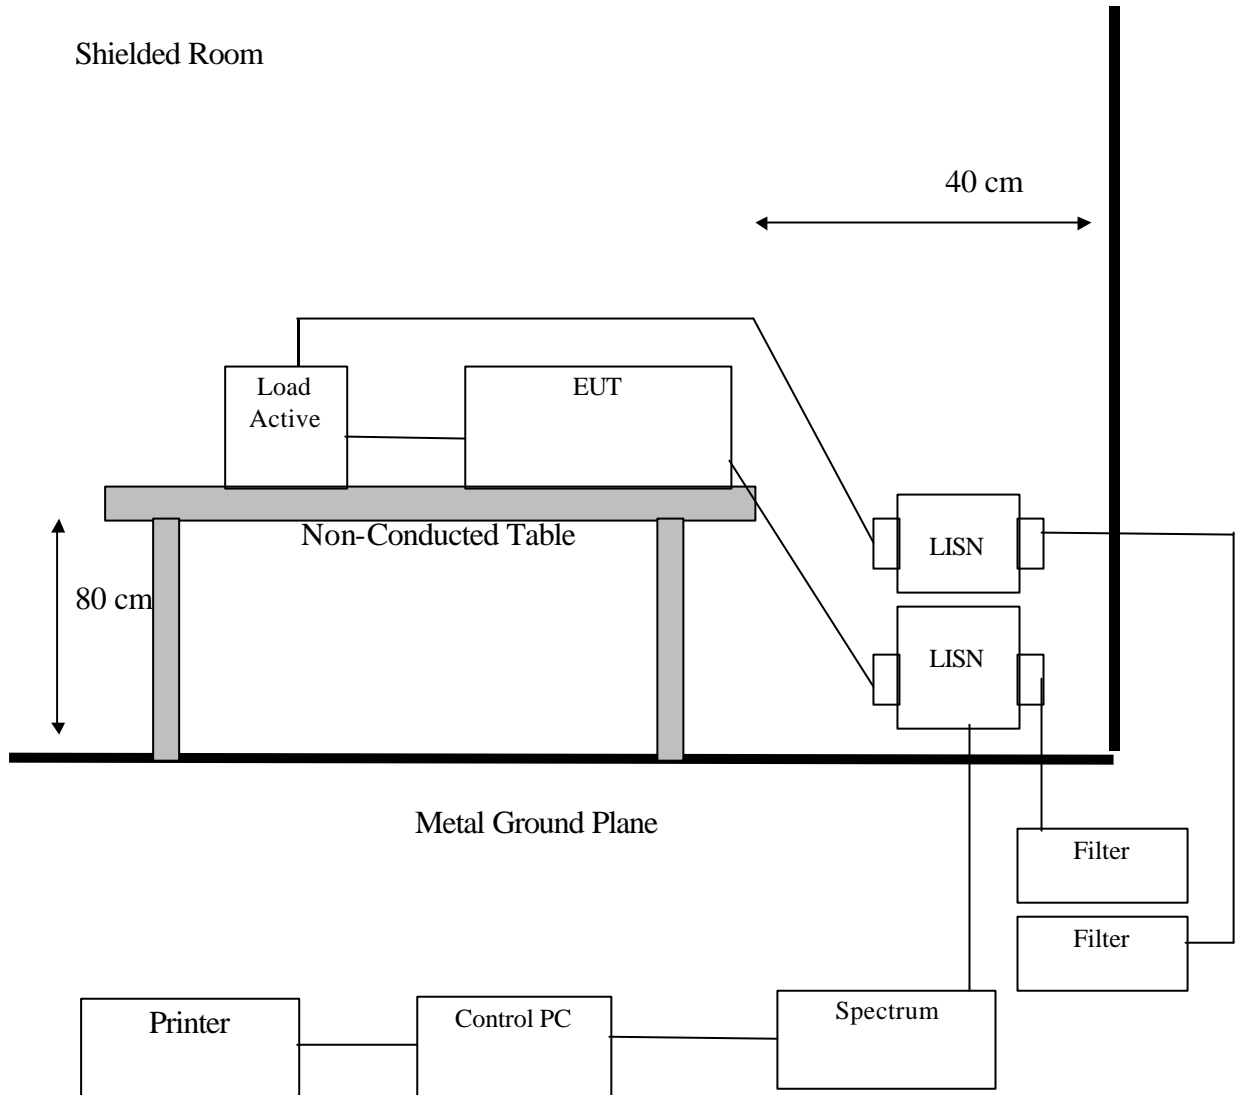 Shielded Room
40 cm
Load
Active
EUT
Non-Conducted Table
LISN
80 cm
LISN
Metal Ground Plane
Filter
Filter
Printer
Control PC
Spectrum